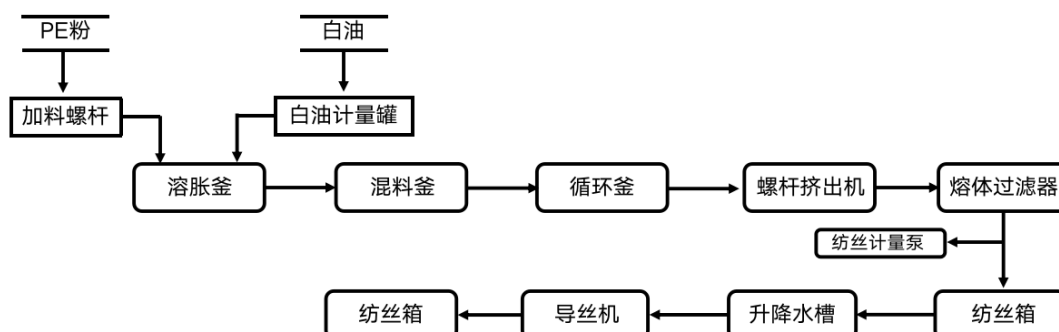 PE粉
白油
加料螺杆
白油计量罐
溶胀釜
混料釜
循环釜
螺杆挤出机
熔体过滤器
纺丝计量泵
纺丝箱
导丝机
升降水槽
纺丝箱